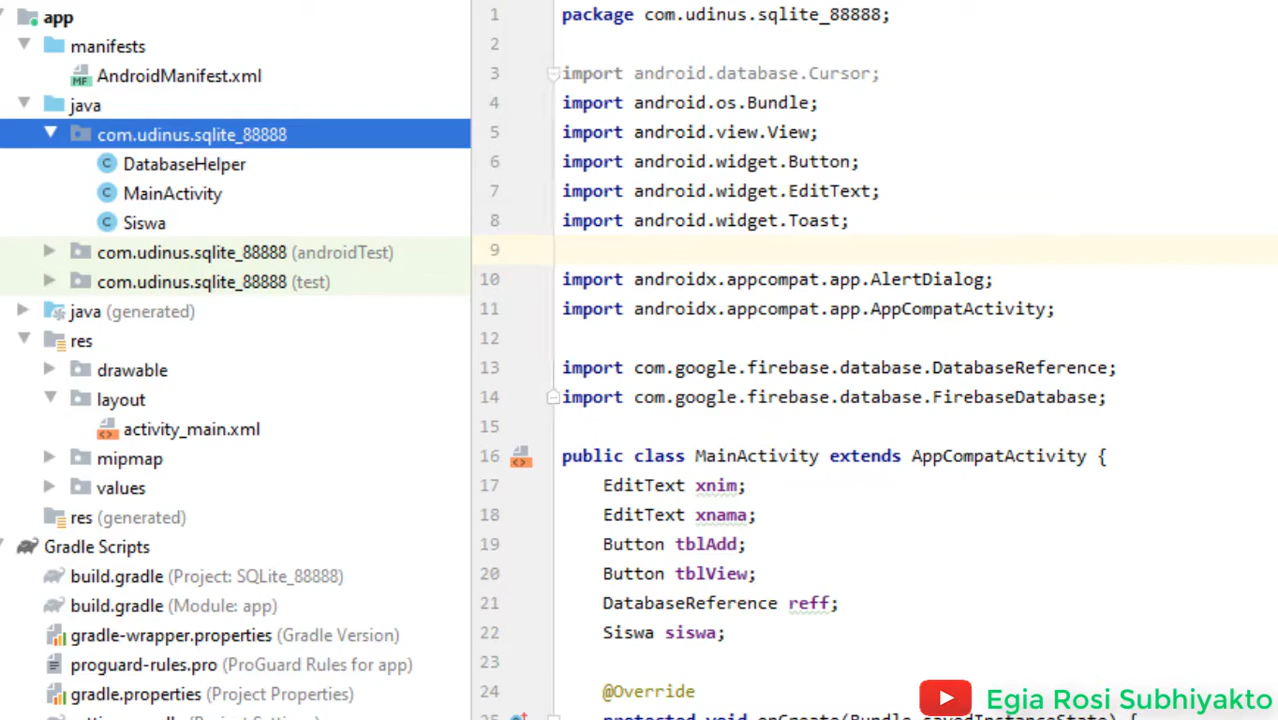 app
manifests
AndroidManifest.xml
java
com.udinus.sqlite_88888
DatabaseHelper
MainActivity
Siswa
com.udinus.sqlite_88888 (androidTest)
com.udinus.sqlite_88888 (test)
java (generated)
res
drawable
layout
activity_main.xml
mipmap
values
res (generated)
Gradle Scripts
build.gradle (Project: SQLite_88888)
build.gradle (Module: app)
gradle-wrapper.properties (Gradle Version)
proguard-rules.pro (ProGuard Rules for app)
gradle.properties (Project Properties)
1 package com.udinus.sqlite_88888;
2
3 import android.database.Cursor;
4 import android.os.Bundle;
5 import android.view.View;
6 import android.widget.Button;
7 import android.widget.EditText;
8 import android.widget.Toast;
9
10 import androidx.appcompat.app.AlertDialog;
11 import androidx.appcompat.app.AppCompatActivity;
12
13 import com.google.firebase.database.DatabaseReference;
14 import com.google.firebase.database.FirebaseDatabase;
15
16 public class MainActivity extends AppCompatActivity {
17 EditText xnim;
18 EditText xnama;
19 Button tblAdd;
20 Button tblView;
21 DatabaseReference reff;
22 Siswa siswa;
23
24 @Override
25 protected void onCreate(Bundle savedInstanceState) {
Egia Rosi Subhiyakto